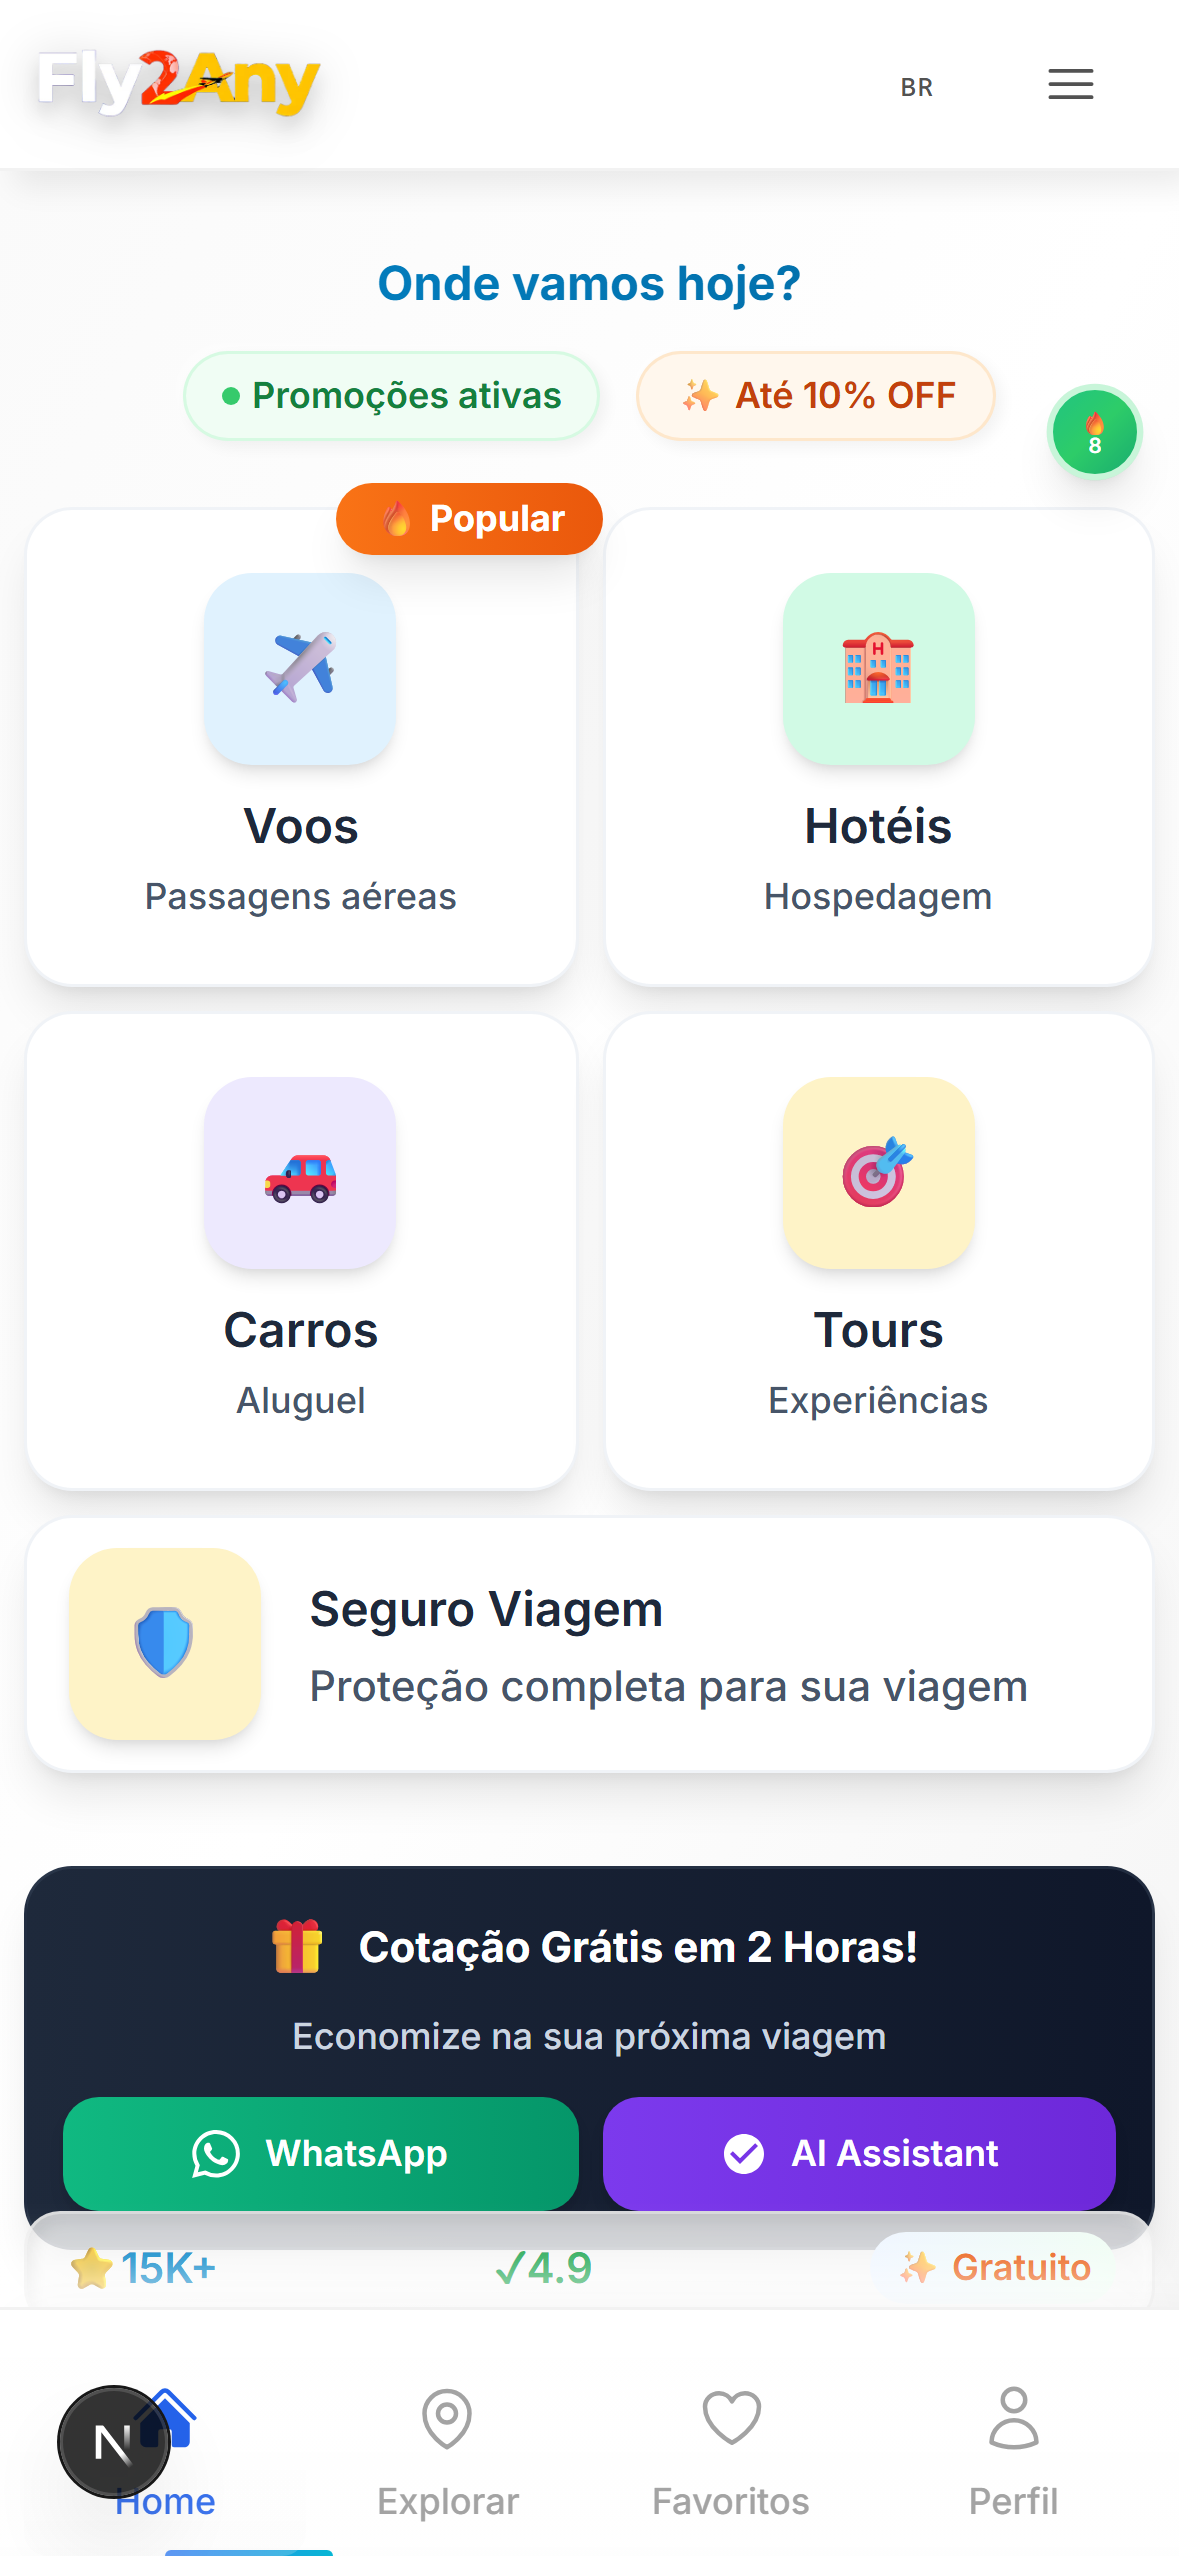 Fly2Any
BR
Onde vamos hoje?
Promoções ativas
✨ Até 10% OFF
🔥 8
🔥 Popular
Voos
Passagens aéreas
H
Hotéis
Hospedagem
Carros
Aluguel
Tours
Experiências
Seguro Viagem
Proteção completa para sua viagem
🎁 Cotação Grátis em 2 Horas!
Economize na sua próxima viagem
WhatsApp
AI Assistant
⭐ 15K+
✓4.9
✨ Gratuito
N
Home
Explorar
Favoritos
Perfil